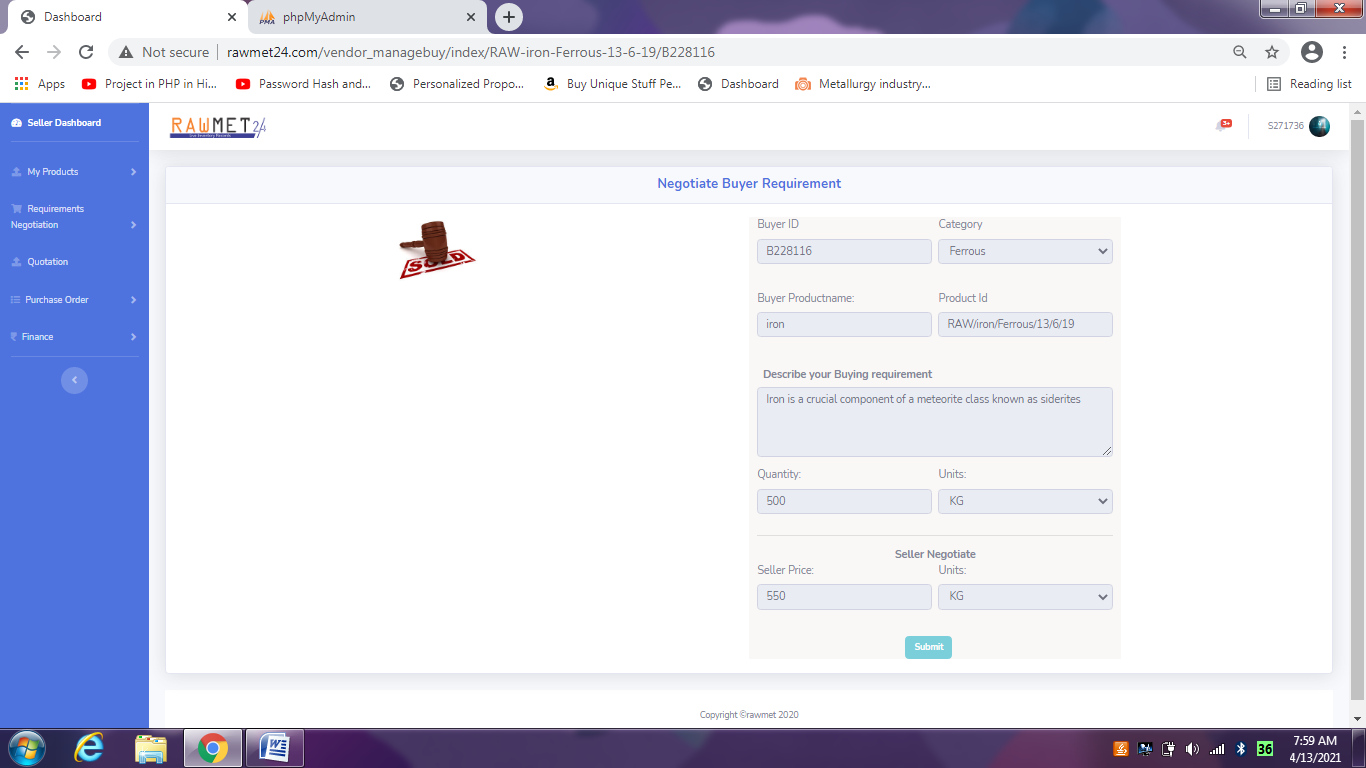 Dashboard
phpMyAdmin
Not secure
rawmet24.com/vendor_managebuy/index/RAW-iron-Ferrous-13-6-19/B228116
Apps
Project in PHP in Hi...
Password Hash and...
Personalized Propo...
Buy Unique Stuff Pe...
Dashboard
Metallurgy industry...
Reading list
Seller Dashboard
RAWMET24
Live Inventory Records
3+
S271736
My Products
Requirements
Negotiation
Quotation
Purchase Order
Finance
Negotiate Buyer Requirement
SOLD
Buyer ID
Category
B228116
Ferrous
Buyer Productname:
Product Id
iron
RAW/iron/Ferrous/13/6/19
Describe your Buying requirement
Iron is a crucial component of a meteorite class known as siderites
Quantity:
Units:
500
KG
Seller Negotiate
Seller Price:
Units:
550
KG
Submit
Copyright ©rawmet 2020
36
7:59 AM
4/13/2021